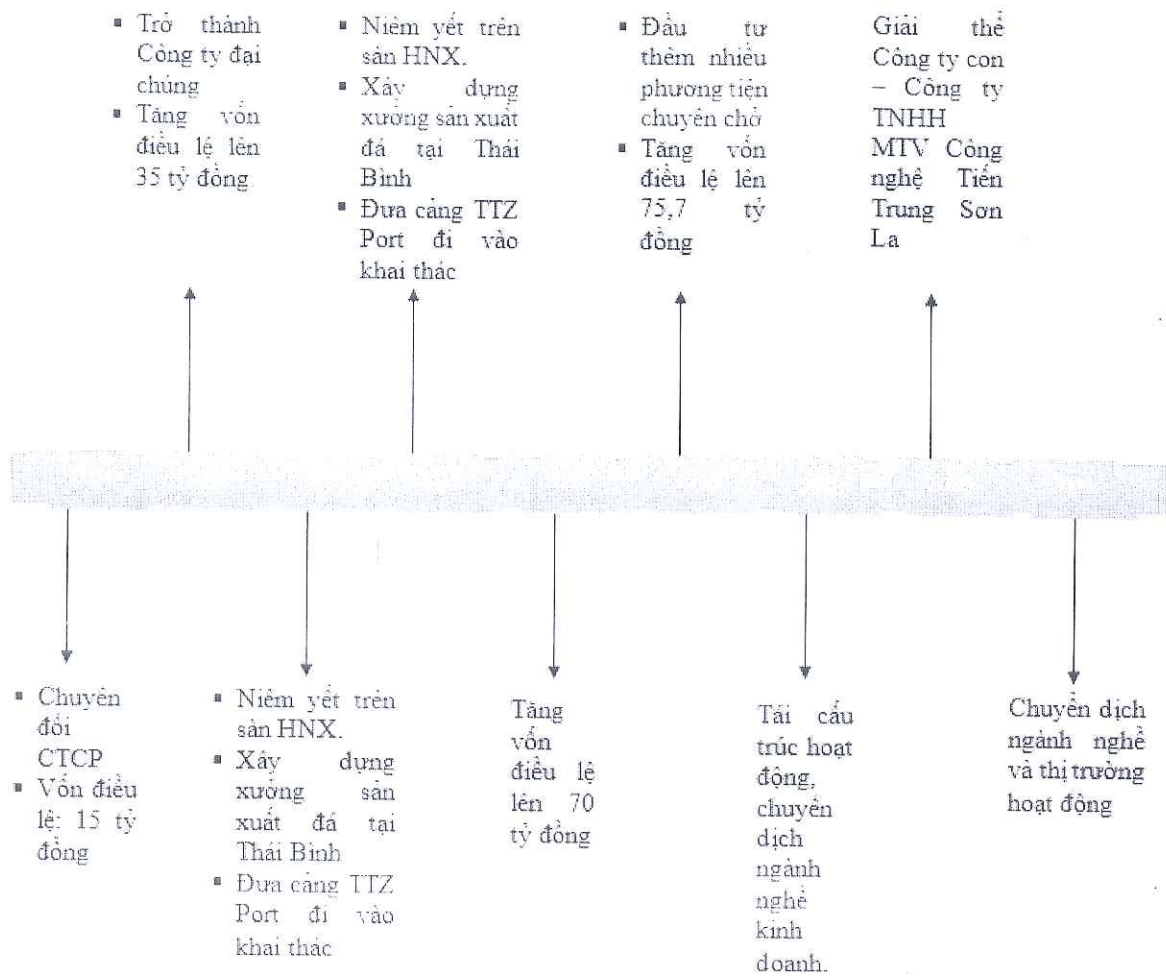 ▪ Trở thành
Công ty đại
chúng
▪ Tăng vốn
điều lệ lên
35 tỷ đồng
▪ Niêm yết trên
sàn HNX.
▪ Xây dựng
xưởng sản xuất
đá tại Thái
Bình
▪ Đưa cảng TTZ
Port đi vào
khai thác
▪ Đầu tư
thêm nhiều
phương tiện
chuyên chở
▪ Tăng vốn
điều lệ lên
75,7 tỷ
đồng
Giải thể
Công ty con
– Công ty
TNHH
MTV Công
nghệ Tiến
Trung Sơn
La
▪ Chuyển
đổi
CTCP
▪ Vốn điều
lệ: 15 tỷ
đồng
▪ Niêm yết trên
sàn HNX.
▪ Xây dựng
xưởng sản
xuất đá tại
Thái Bình
▪ Đưa cảng TTZ
Port đi vào
khai thác
Tăng
vốn
điều lệ
lên 70
tỷ đồng
Tái cấu
trúc hoạt
động,
chuyển
dịch
ngành
nghề
kinh
doanh.
Chuyển dịch
ngành nghề
và thị trường
hoạt động